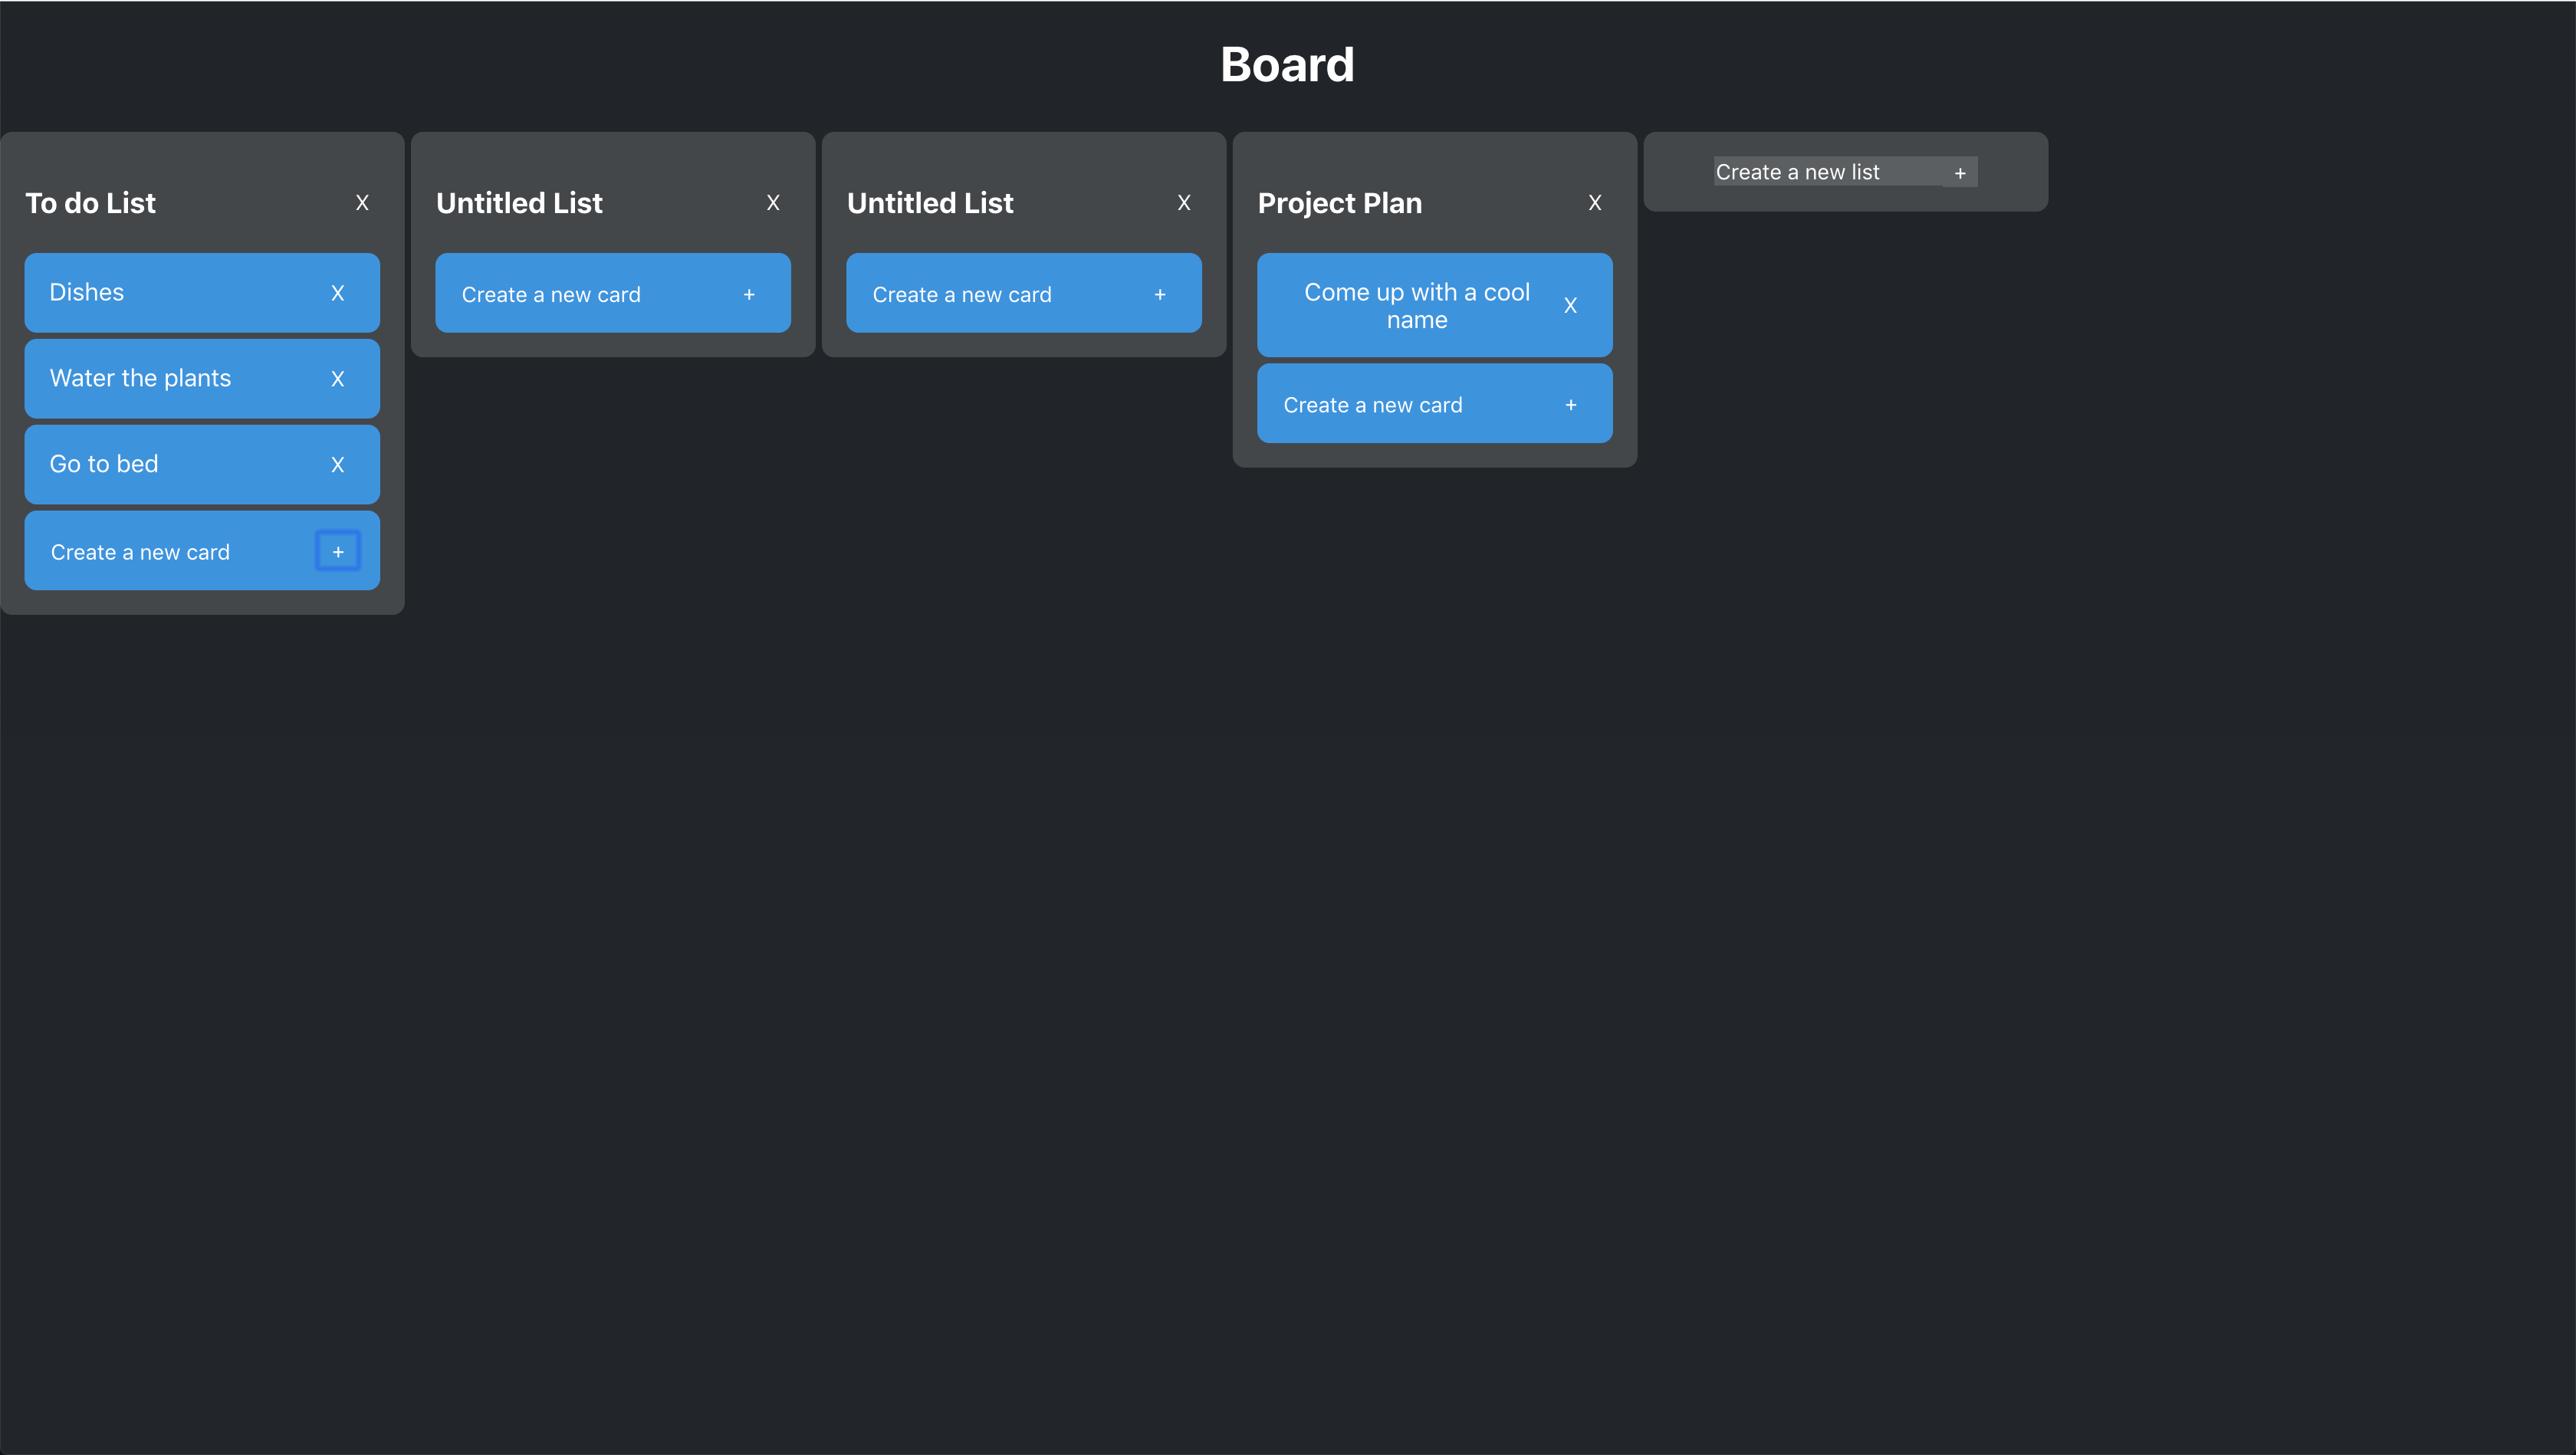 Board
To do List X
Dishes X
Water the plants X
Go to bed X
Create a new card +
Untitled List X
Create a new card +
Untitled List X
Create a new card +
Project Plan X
Come up with a cool
name X
Create a new card +
Create a new list +